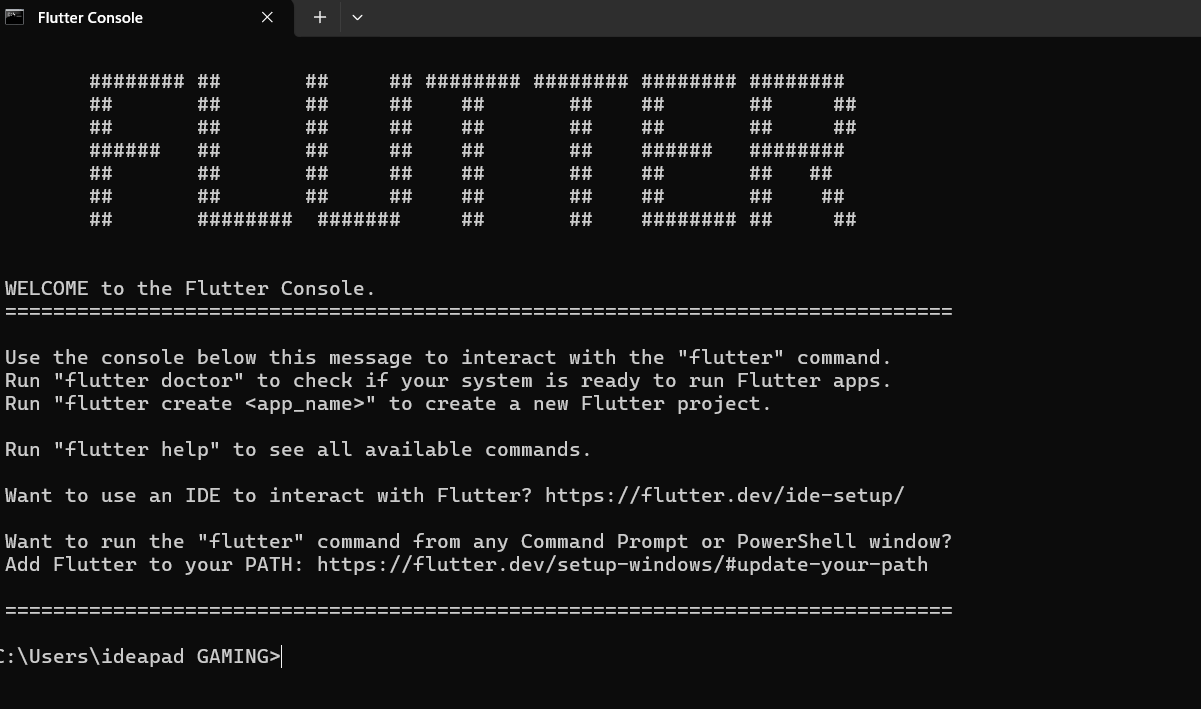 Flutter Console
######## ##       ##     ## ######## ######## ######## ########
##       ##       ##     ##    ##       ##    ##       ##     ##
##       ##       ##     ##    ##       ##    ##       ##     ##
######   ##       ##     ##    ##       ##    ######   ########
##       ##       ##     ##    ##       ##    ##       ##   ##
##       ##       ##     ##    ##       ##    ##       ##    ##
##       ########  #######     ##       ##    ######## ##     ##
WELCOME to the Flutter Console.
===============================================================================
Use the console below this message to interact with the "flutter" command.
Run "flutter doctor" to check if your system is ready to run Flutter apps.
Run "flutter create <app_name>" to create a new Flutter project.
Run "flutter help" to see all available commands.
Want to use an IDE to interact with Flutter? https://flutter.dev/ide-setup/
Want to run the "flutter" command from any Command Prompt or PowerShell window?
Add Flutter to your PATH: https://flutter.dev/setup-windows/#update-your-path
===============================================================================
C:\Users\ideapad GAMING>